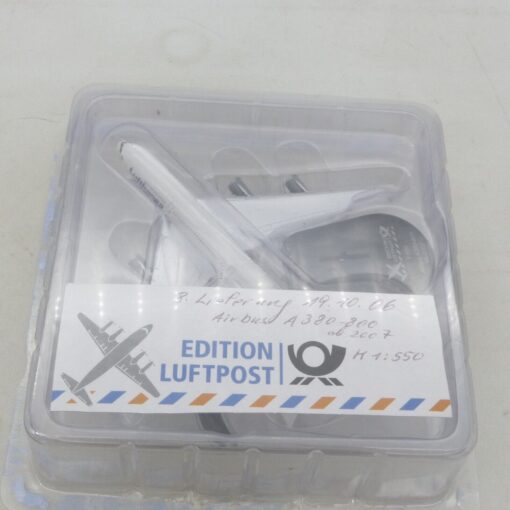 3. Lieferung 19.10.06
Airbus A380-800
ab 2007
M 1:550
EDITION
LUFTPOST